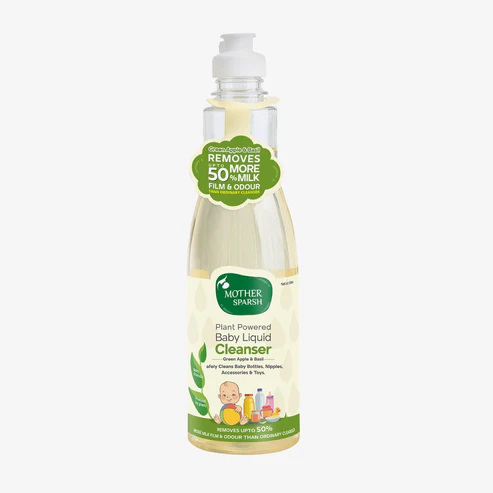 Green Apple & Basil
REMOVES
UPTO
50% MORE
MILK
FILM & ODOUR
THAN ORDINARY CLEANSER
MOTHER
SPARSH
Plant Powered
Baby Liquid
Cleanser
Green Apple & Basil
afely Cleans Baby Bottles, Nipples,
Accessories & Toys.
REMOVES UPTO 50%
MORE MILK FILM & ODOUR THAN ORDINARY CLEANSER